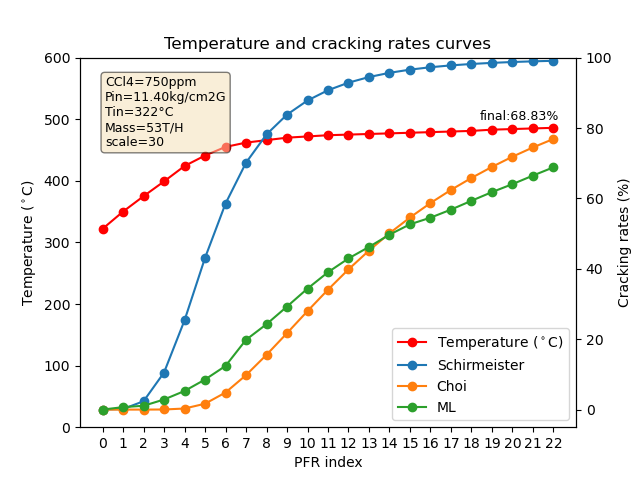 Temperature and cracking rates curves
CCl4=750ppm
Pin=11.40kg/cm2G
Tin=322°C
Mass=53T/H
scale=30
final:68.83%
Temperature (°C)
600
500
400
300
200
100
0
100
80
60
40
20
0
Cracking rates (%)
Temperature (°C)
Schirmeister
Choi
ML
0 1 2 3 4 5 6 7 8 9 10 11 12 13 14 15 16 17 18 19 20 21 22
PFR index